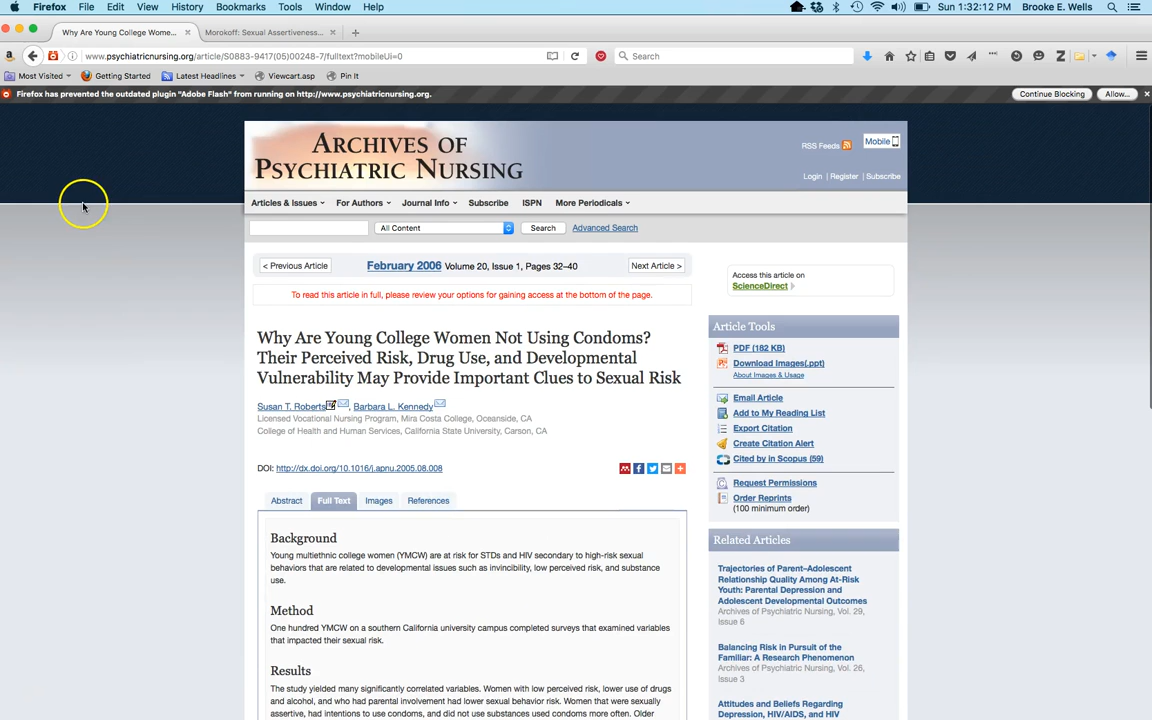 Firefox File Edit View History Bookmarks Tools Window Help Sun 1:32:12 PM Brooke E. Wells
Why Are Young College Wome... × Morokoff: Sexual Assertiveness... × +
www.psychiatricnursing.org/article/S0883-9417(05)00248-7/fulltext?mobileUi=0 Search
Most Visited Getting Started Latest Headlines Viewcart.asp Pin It
Firefox has prevented the outdated plugin "Adobe Flash" from running on http://www.psychiatricnursing.org. Continue Blocking Allow...
ARCHIVES OF
PSYCHIATRIC NURSING
RSS Feeds Mobile
Login | Register | Subscribe
Articles & Issues For Authors Journal Info Subscribe ISPN More Periodicals
All Content Search Advanced Search
< Previous Article February 2006 Volume 20, Issue 1, Pages 32–40 Next Article >
To read this article in full, please review your options for gaining access at the bottom of the page.
Access this article on
ScienceDirect
Why Are Young College Women Not Using Condoms?
Their Perceived Risk, Drug Use, and Developmental
Vulnerability May Provide Important Clues to Sexual Risk
Susan T. Roberts, Barbara L. Kennedy
Licensed Vocational Nursing Program, Mira Costa College, Oceanside, CA
College of Health and Human Services, California State University, Carson, CA
DOI: http://dx.doi.org/10.1016/j.apnu.2005.08.008
Abstract Full Text Images References
Background
Young multiethnic college women (YMCW) are at risk for STDs and HIV secondary to high-risk sexual
behaviors that are related to developmental issues such as invincibility, low perceived risk, and substance
use.
Method
One hundred YMCW on a southern California university campus completed surveys that examined variables
that impacted their sexual risk.
Results
The study yielded many significantly correlated variables. Women with low perceived risk, lower use of drugs
and alcohol, and who had parental involvement had lower sexual behavior risk. Women that were sexually
assertive, had intentions to use condoms, and did not use substances used condoms more often. Older
Article Tools
PDF (182 KB)
Download Images(.ppt)
About Images & Usage
Email Article
Add to My Reading List
Export Citation
Create Citation Alert
Cited by in Scopus (59)
Request Permissions
Order Reprints
(100 minimum order)
Related Articles
Trajectories of Parent–Adolescent
Relationship Quality Among At-Risk
Youth: Parental Depression and
Adolescent Developmental Outcomes
Archives of Psychiatric Nursing, Vol. 29,
Issue 6
Balancing Risk in Pursuit of the
Familiar: A Research Phenomenon
Archives of Psychiatric Nursing, Vol. 26,
Issue 3
Attitudes and Beliefs Regarding
Depression, HIV/AIDS, and HIV